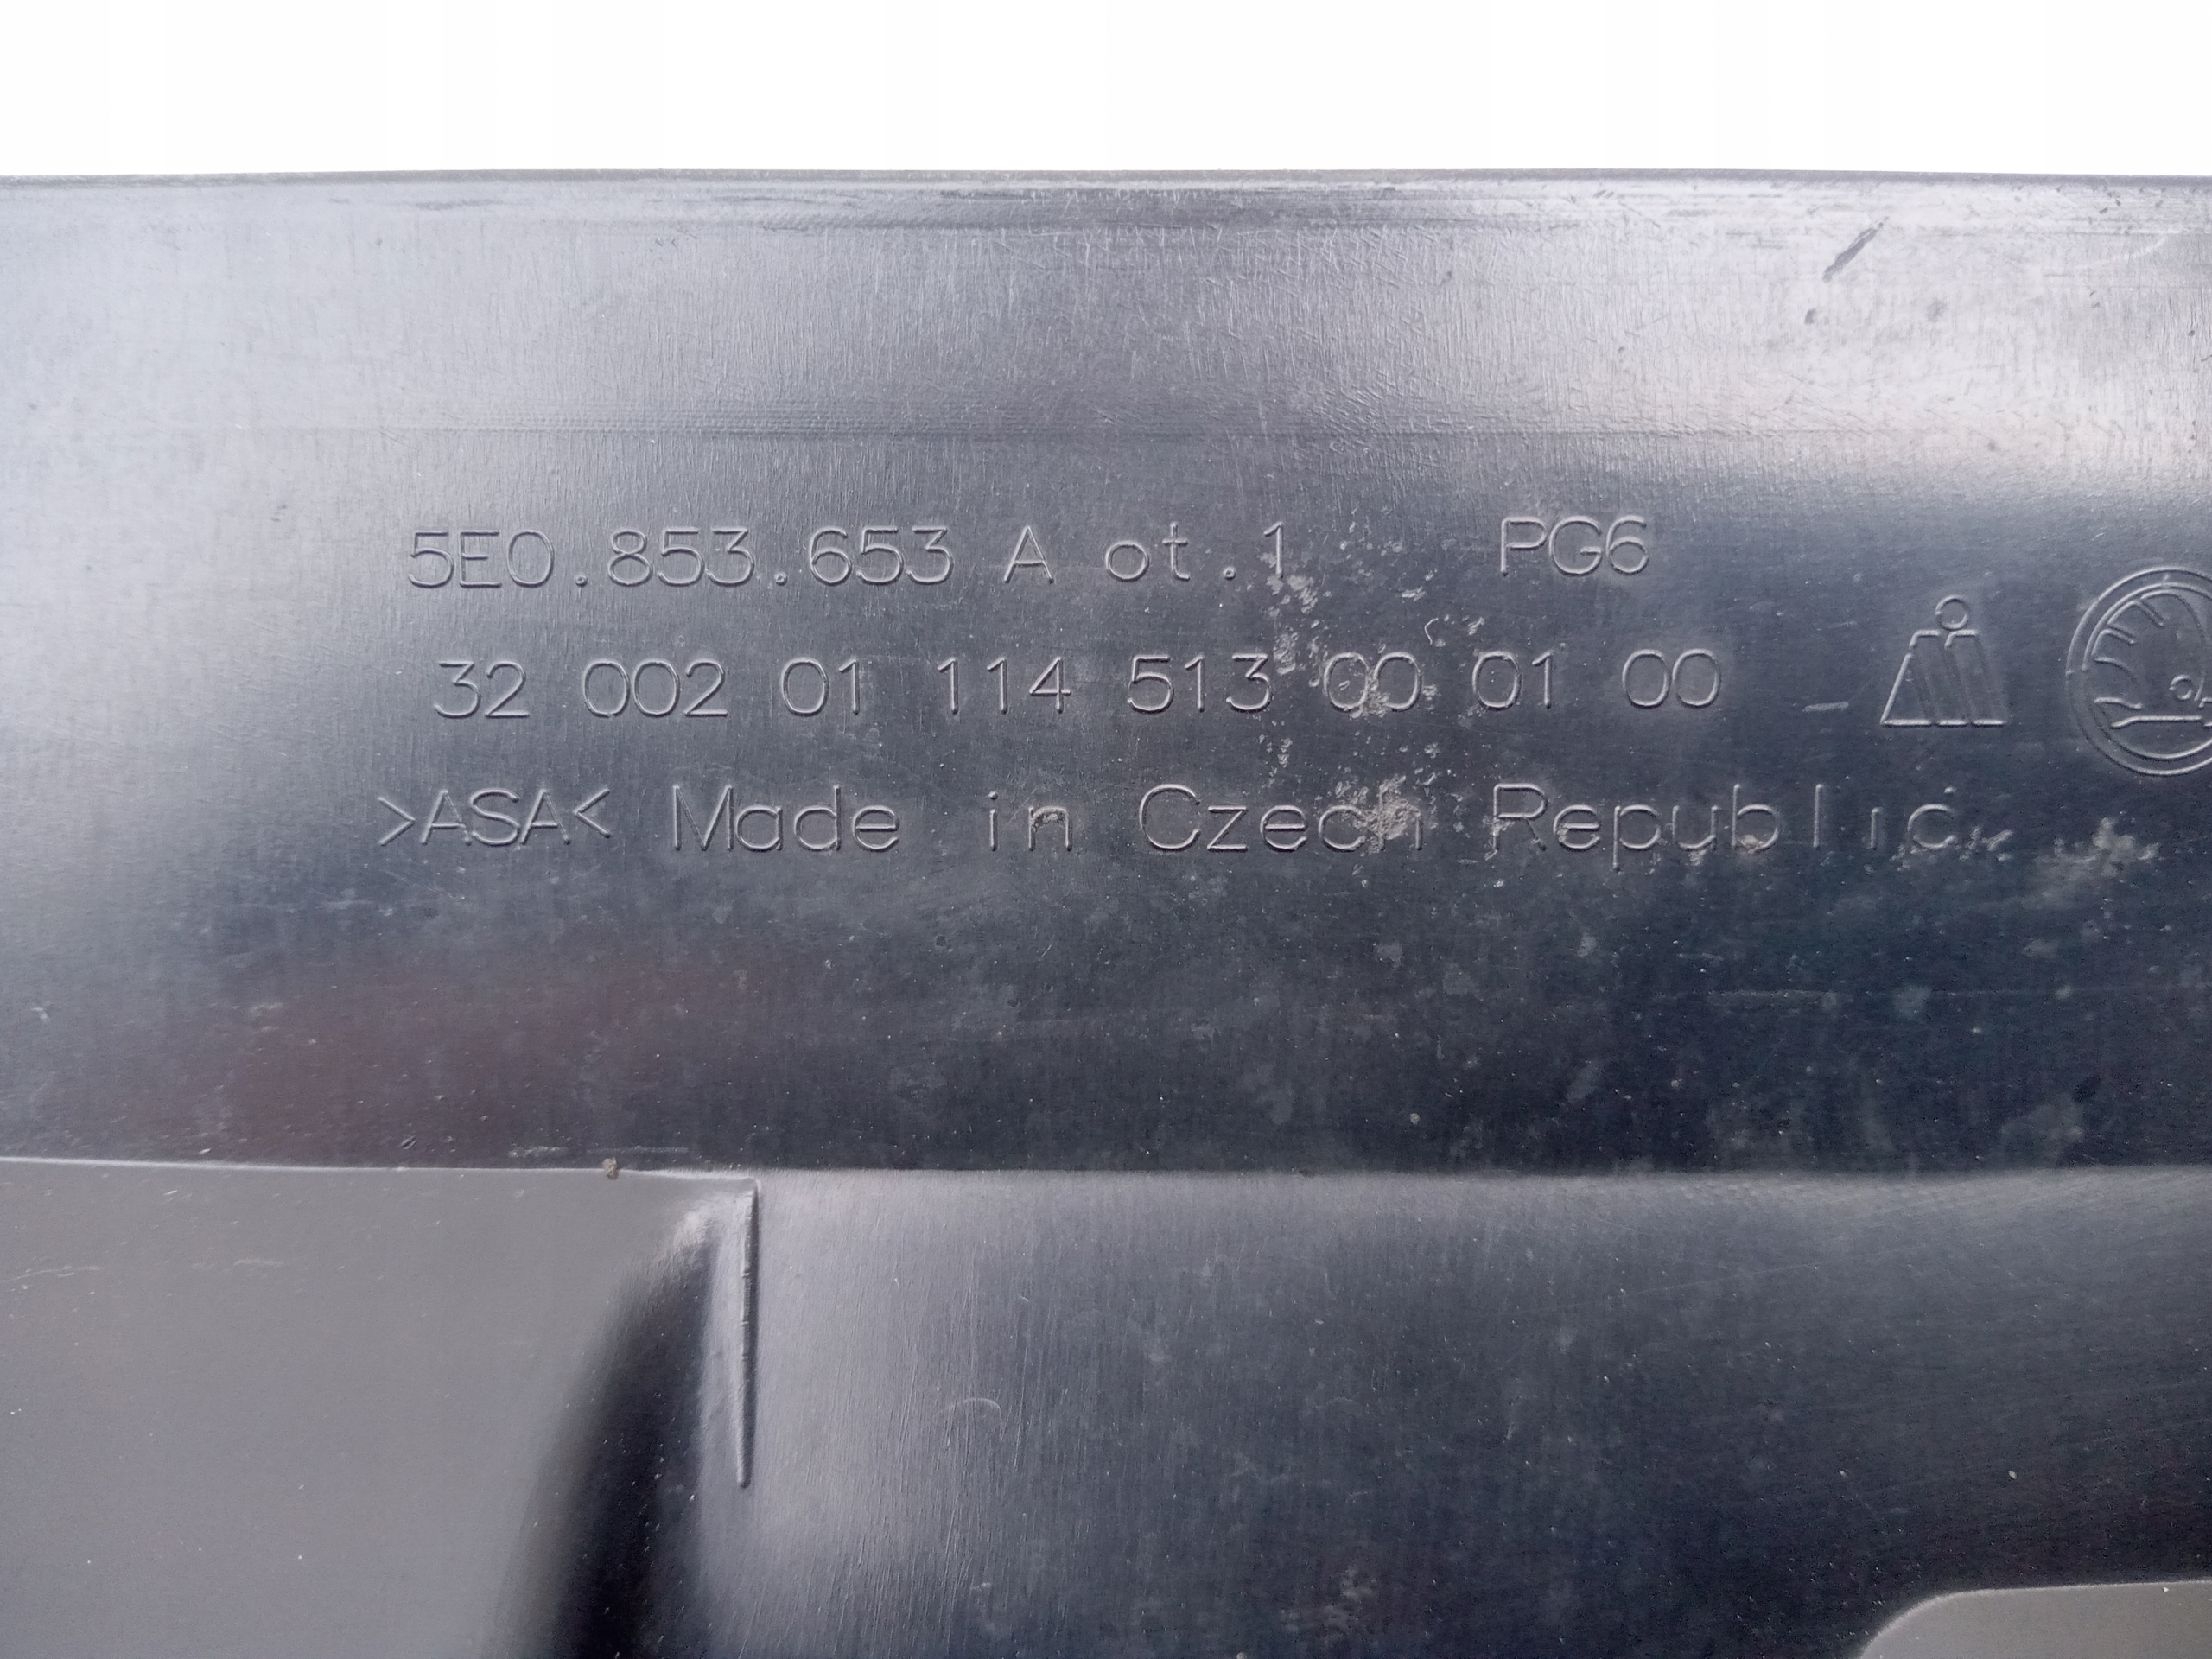 5E0.853.653 A ot.1 PG6
32 002 01 114 513 00 01 00
>ASA< Made in Czech Republic